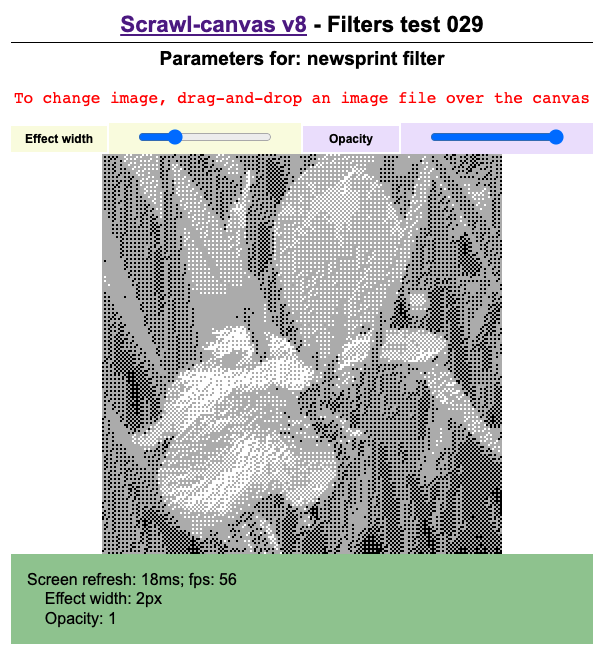 Scrawl-canvas v8 - Filters test 029
Parameters for: newsprint filter
To change image, drag-and-drop an image file over the canvas
Effect width
Opacity
Screen refresh: 18ms; fps: 56
Effect width: 2px
Opacity: 1